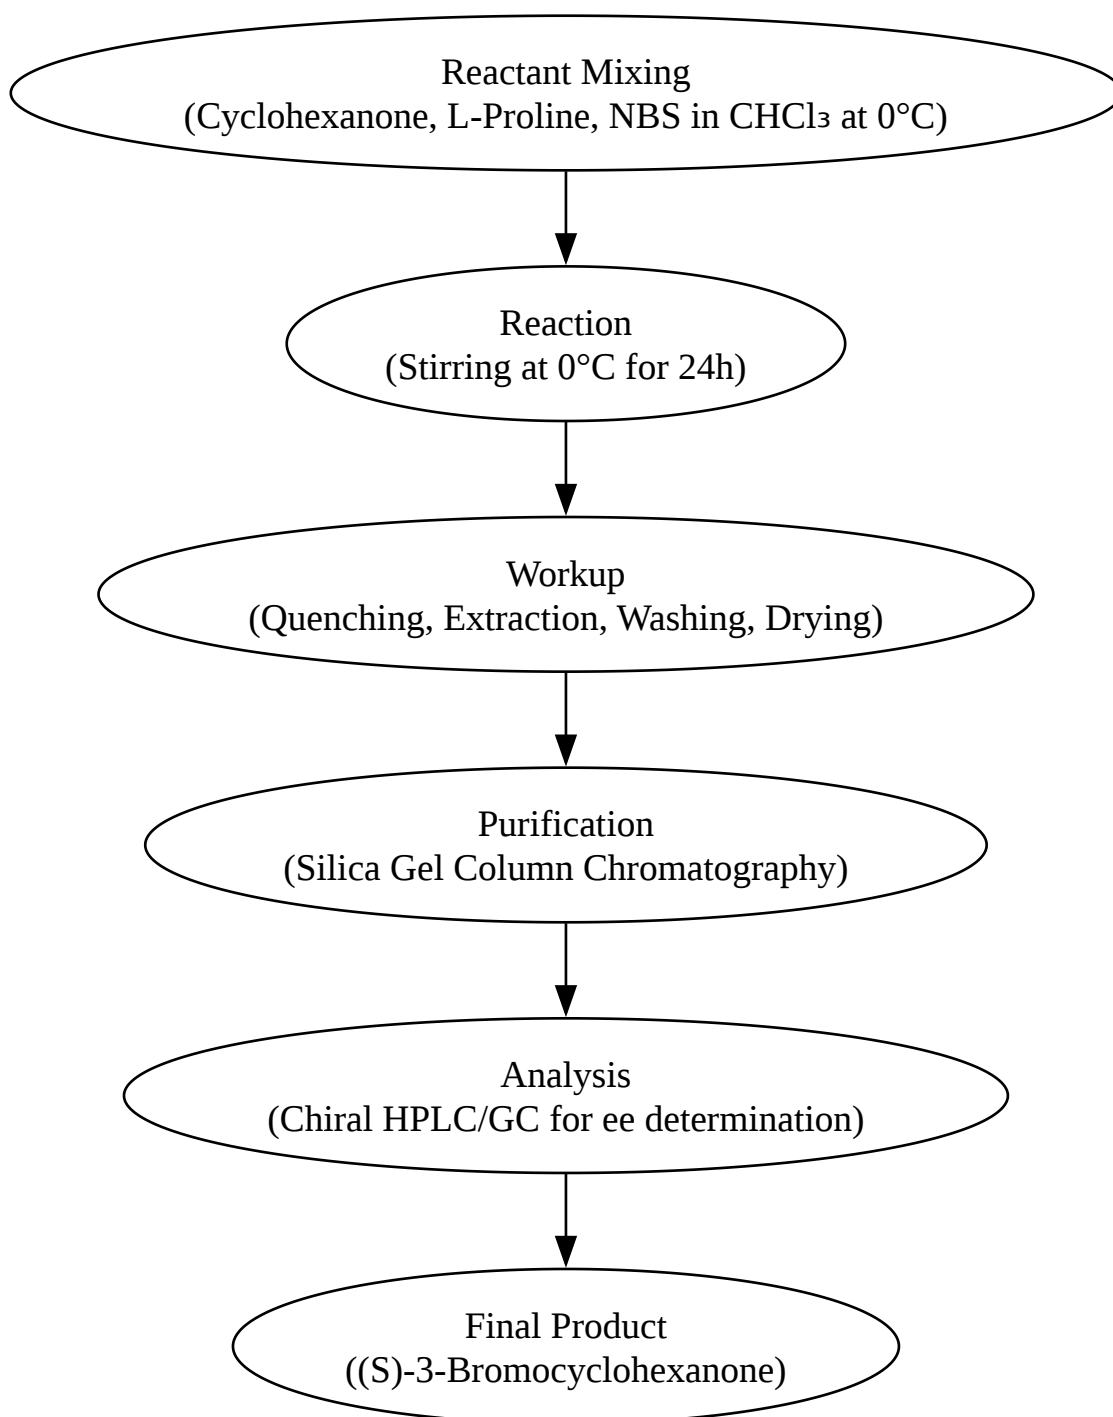 Reactant Mixing
(Cyclohexanone, L-Proline, NBS in CHCl₃ at 0°C)
Reaction
(Stirring at 0°C for 24h)
Workup
(Quenching, Extraction, Washing, Drying)
Purification
(Silica Gel Column Chromatography)
Analysis
(Chiral HPLC/GC for ee determination)
Final Product
((S)-3-Bromocyclohexanone)